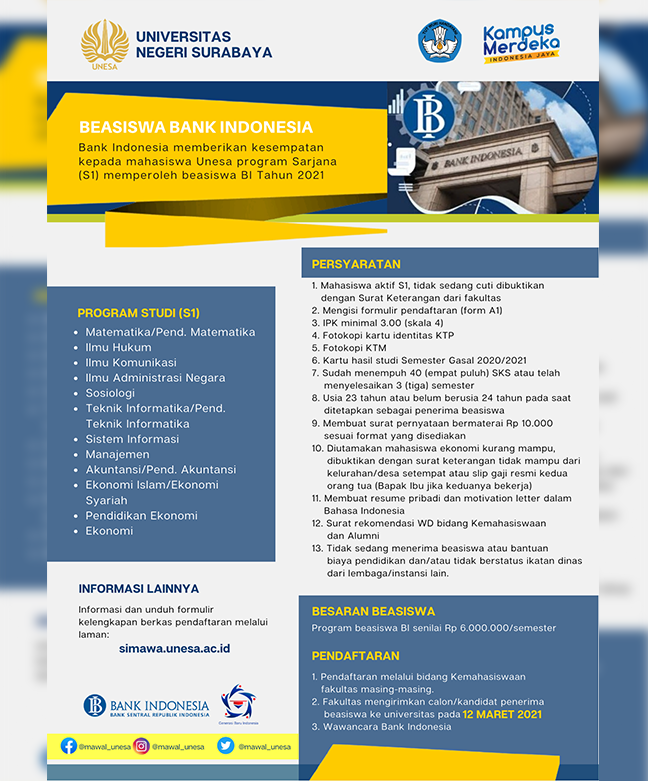 UNESA
UNIVERSITAS
NEGERI SURABAYA
Kampus
Merdeka
INDONESIA JAYA
BEASISWA BANK INDONESIA
Bank Indonesia memberikan kesempatan
kepada mahasiswa Unesa program Sarjana
(S1) memperoleh beasiswa BI Tahun 2021
BANK INDONESIA
PROGRAM STUDI (S1)
• Matematika/Pend. Matematika
• Ilmu Hukum
• Ilmu Komunikasi
• Ilmu Administrasi Negara
• Sosiologi
• Teknik Informatika/Pend.
Teknik Informatika
• Sistem Informasi
• Manajemen
• Akuntansi/Pend. Akuntansi
• Ekonomi Islam/Ekonomi
Syariah
• Pendidikan Ekonomi
• Ekonomi
INFORMASI LAINNYA
Informasi dan unduh formulir
kelengkapan berkas pendaftaran melalui
laman:
simawa.unesa.ac.id
BANK INDONESIA
BANK SENTRAL REPUBLIK INDONESIA
Generasi Baru Indonesia
@mawal_unesa @mawal_unesa @mawal_unesa
PERSYARATAN
1. Mahasiswa aktif S1, tidak sedang cuti dibuktikan
dengan Surat Keterangan dari fakultas
2. Mengisi formulir pendaftaran (form A1)
3. IPK minimal 3.00 (skala 4)
4. Fotokopi kartu identitas KTP
5. Fotokopi KTM
6. Kartu hasil studi Semester Gasal 2020/2021
7. Sudah menempuh 40 (empat puluh) SKS atau telah
menyelesaikan 3 (tiga) semester
8. Usia 23 tahun atau belum berusia 24 tahun pada saat
ditetapkan sebagai penerima beasiswa
9. Membuat surat pernyataan bermaterai Rp 10.000
sesuai format yang disediakan
10. Diutamakan mahasiswa ekonomi kurang mampu,
dibuktikan dengan surat keterangan tidak mampu dari
kelurahan/desa setempat atau slip gaji resmi kedua
orang tua (Bapak Ibu jika keduanya bekerja)
11. Membuat resume pribadi dan motivation letter dalam
Bahasa Indonesia
12. Surat rekomendasi WD bidang Kemahasiswaan
dan Alumni
13. Tidak sedang menerima beasiswa atau bantuan
biaya pendidikan dan/atau tidak berstatus ikatan dinas
dari lembaga/instansi lain.
BESARAN BEASISWA
Program beasiswa BI senilai Rp 6.000.000/semester
PENDAFTARAN
1. Pendaftaran melalui bidang Kemahasiswaan
fakultas masing-masing.
2. Fakultas mengirimkan calon/kandidat penerima
beasiswa ke universitas pada 12 MARET 2021
3. Wawancara Bank Indonesia